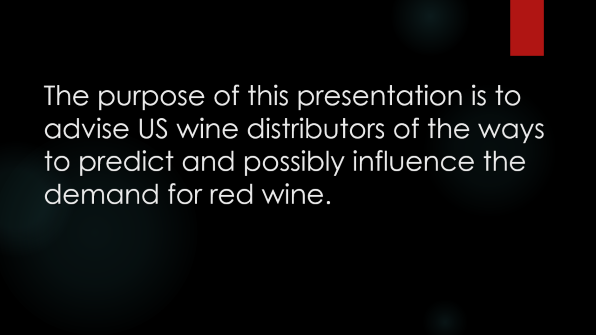 The purpose of this presentation is to
advise US wine distributors of the ways
to predict and possibly influence the
demand for red wine.